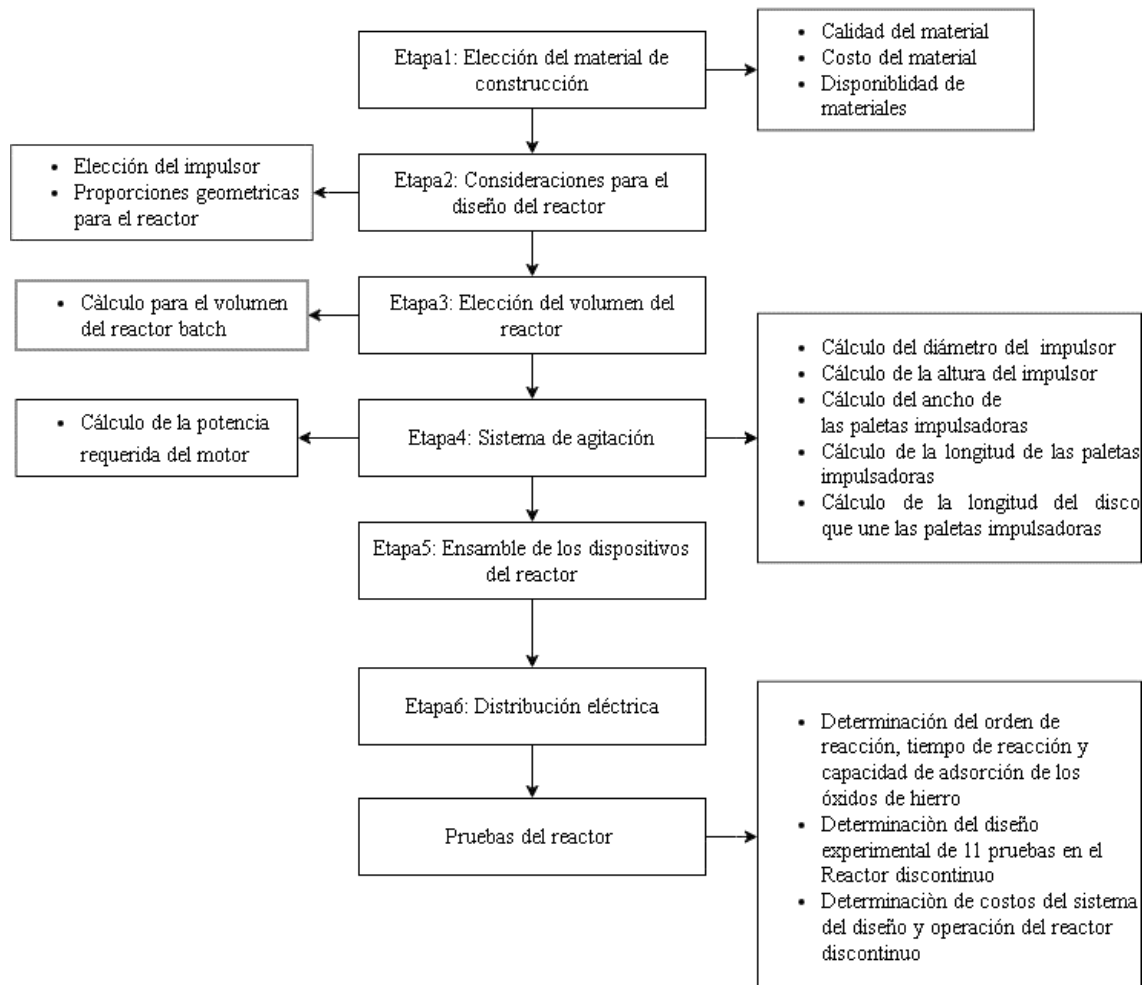 Etapa1: Elección del material de
construcción
• Calidad del material
• Costo del material
• Disponiblidad de
materiales
• Elección del impulsor
• Proporciones geometricas
para el reactor
Etapa2: Consideraciones para el
diseño del reactor
• Càlculo para el volumen
del reactor batch
Etapa3: Elección del volumen del
reactor
• Cálculo de la potencia
requerida del motor
Etapa4: Sistema de agitación
• Cálculo del diámetro del impulsor
• Cálculo de la altura del impulsor
• Cálculo del ancho de
las paletas impulsadoras
• Cálculo de la longitud de las paletas
impulsadoras
• Cálculo de la longitud del disco
que une las paletas impulsadoras
Etapa5: Ensamble de los dispositivos
del reactor
Etapa6: Distribución eléctrica
Pruebas del reactor
• Determinación del orden de
reacción, tiempo de reacción y
capacidad de adsorción de los
óxidos de hierro
• Determinaciòn del diseño
experimental de 11 pruebas en el
Reactor discontinuo
• Determinaciòn de costos del sistema
del diseño y operación del reactor
discontinuo